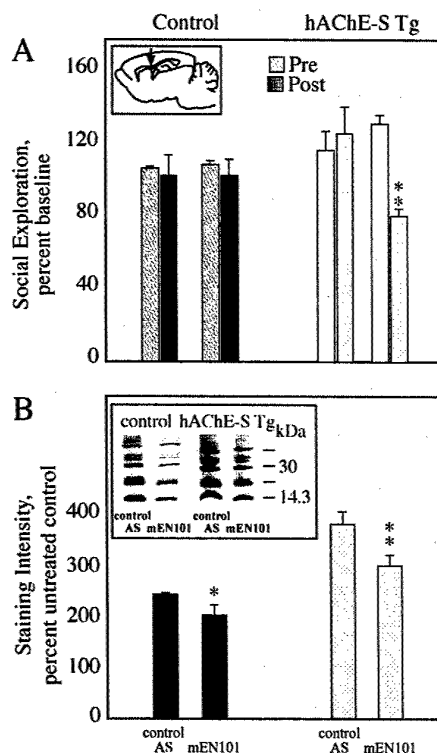 Control
hAChE-S Tg
A
160
120
80
40
0
Social Exploration,
percent baseline
Pre
Post
**
B
400
300
200
100
0
Staining Intensity,
percent untreated control
control hAChE-S Tg kDa
30
14.3
control AS mEN101 control AS mEN101
*
**
control AS mEN101 control AS mEN101